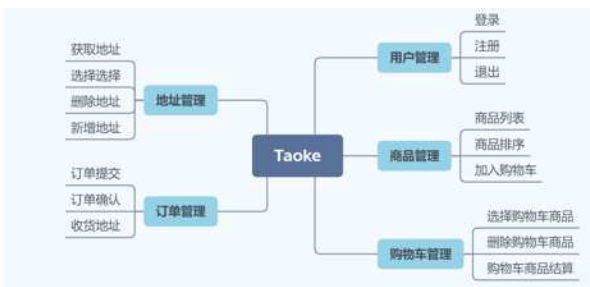 Taoke
用户管理
登录
注册
退出
商品管理
商品列表
商品排序
加入购物车
购物车管理
选择购物车商品
删除购物车商品
购物车商品结算
地址管理
获取地址
选择选择
删除地址
新增地址
订单管理
订单提交
订单确认
收货地址